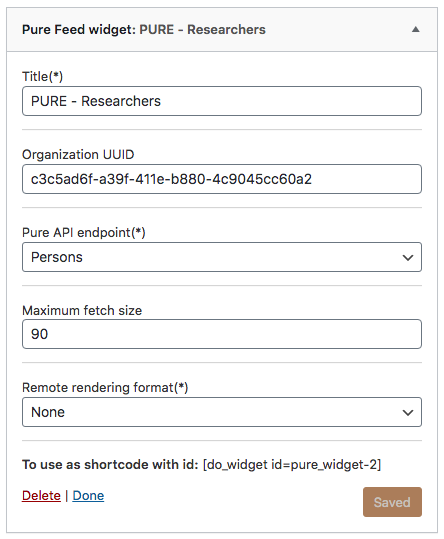 Pure Feed widget: PURE - Researchers
Title(*)
PURE - Researchers
Organization UUID
c3c5ad6f-a39f-411e-b880-4c9045cc60a2
Pure API endpoint(*)
Persons
Maximum fetch size
90
Remote rendering format(*)
None
To use as shortcode with id: [do_widget id=pure_widget-2]
Delete | Done
Saved